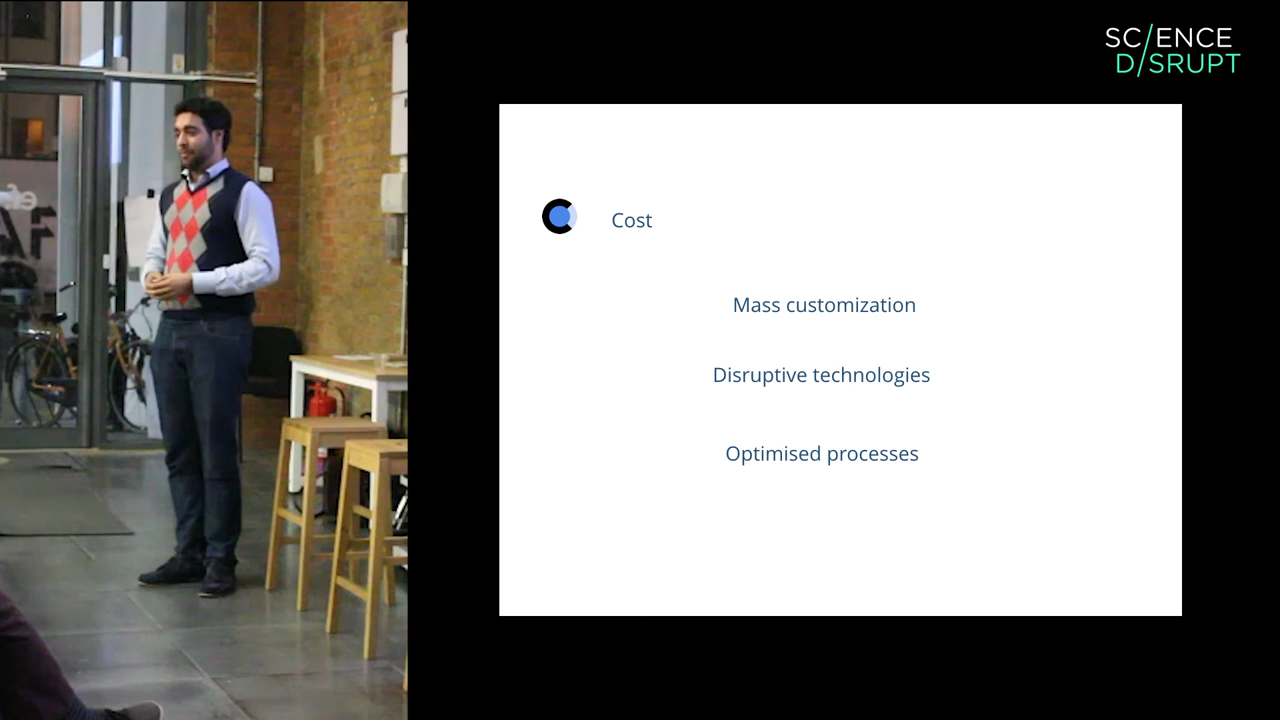 SC/ENCE
D/SRUPT
Cost
Mass customization
Disruptive technologies
Optimised processes